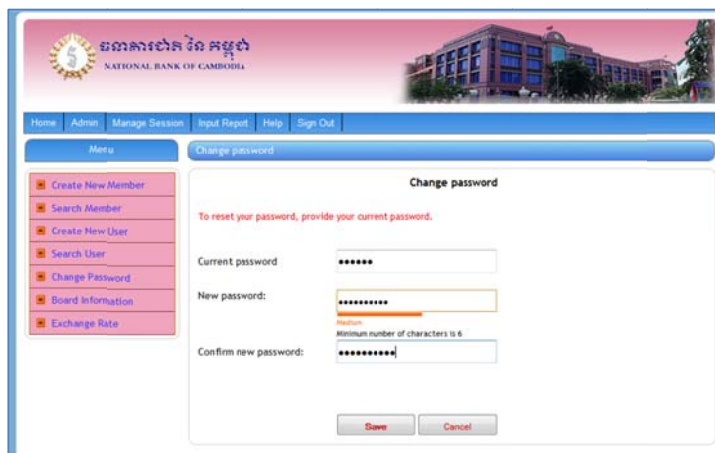 ធនាគារជាតិ នៃ កម្ពុជា
NATIONAL BANK OF CAMBODIA
Home Admin Manage Session Input Report Help Sign Out
Menu
Change password
Create New Member
Search Member
Create New User
Search User
Change Password
Board Information
Exchange Rate
Change password
To reset your password, provide your current password.
Current password
New password:
Medium
Minimum number of characters is 6
Confirm new password:
Save Cancel